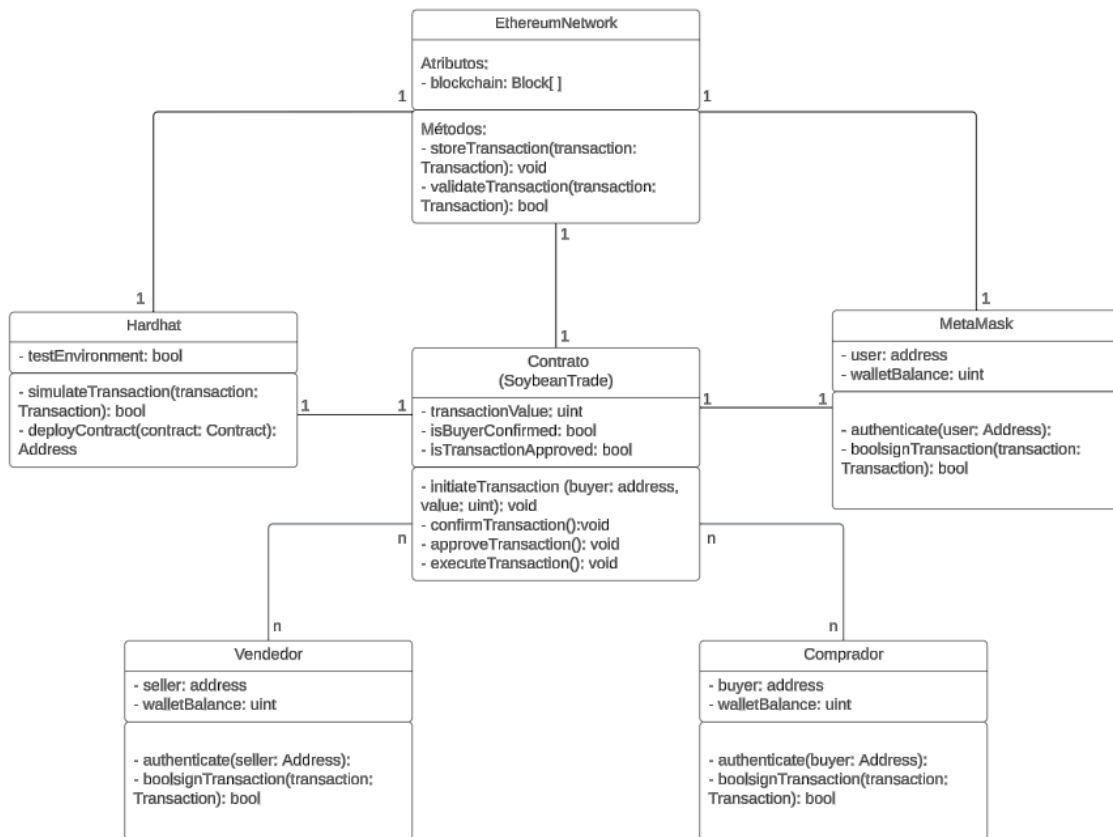 EthereumNetwork
Atributos:
- blockchain: Block[ ]
1
1
Métodos:
- storeTransaction(transaction:
Transaction): void
- validateTransaction(transaction:
Transaction): bool
1
1
1
1
Hardhat
- testEnvironment: bool
- simulateTransaction(transaction:
Transaction): bool
- deployContract(contract: Contract):
Address
1
1
Contrato
(SoybeanTrade)
- transactionValue: uint
- isBuyerConfirmed: bool
- isTransactionApproved: bool
- initiateTransaction (buyer: address,
value: uint): void
- confirmTransaction():void
- approveTransaction(): void
- executeTransaction(): void
1
1
MetaMask
- user: address
- walletBalance: uint
- authenticate(user: Address):
- boolsignTransaction(transaction:
Transaction): bool
n
n
n
n
Vendedor
- seller: address
- walletBalance: uint
- authenticate(seller: Address):
- boolsignTransaction(transaction:
Transaction): bool
Comprador
- buyer: address
- walletBalance: uint
- authenticate(buyer: Address):
- boolsignTransaction(transaction:
Transaction): bool